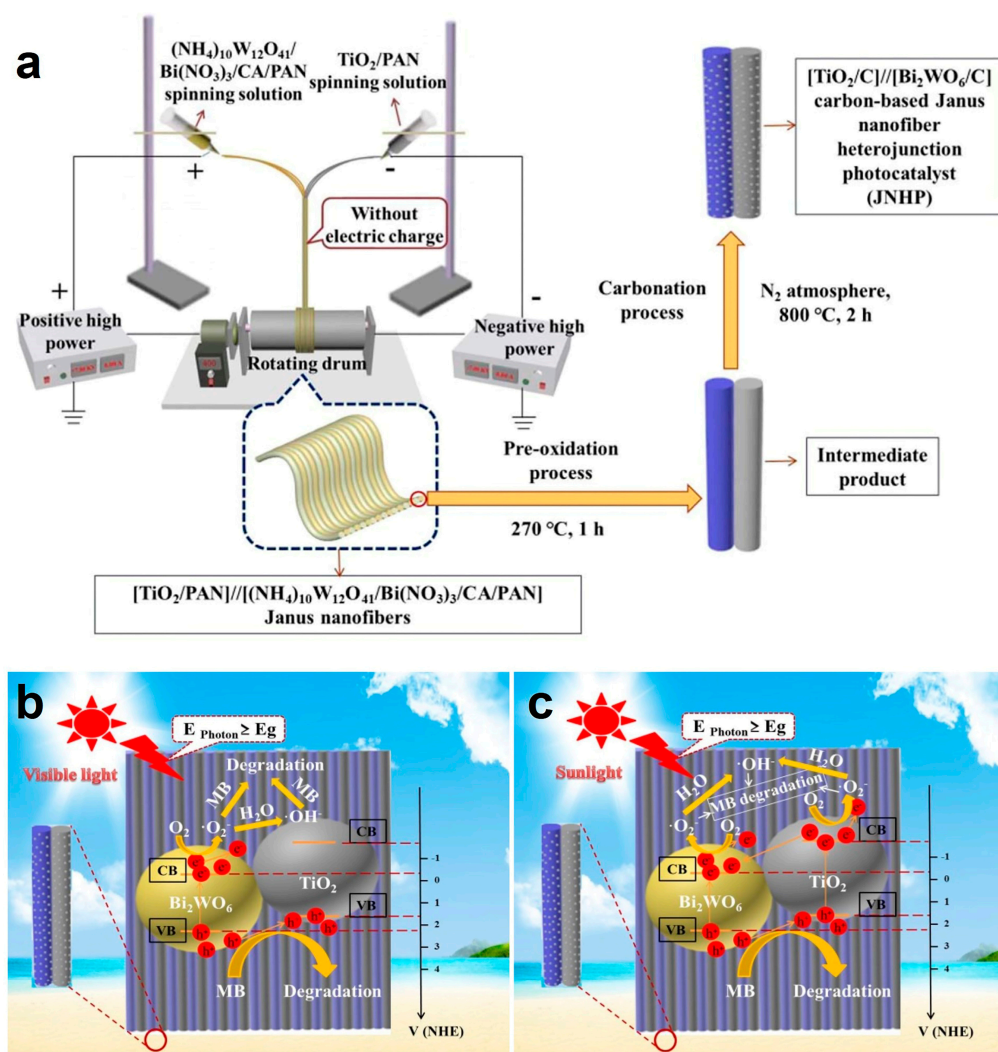 a
(NH₄)₁₀W₁₂O₄₁/
Bi(NO₃)₃/CA/PAN
spinning solution
TiO₂/PAN
spinning solution
+
-
Without
electric charge
+
-
Positive high
power
Negative high
power
Rotating drum
[TiO₂/PAN]//[(NH₄)₁₀W₁₂O₄₁/Bi(NO₃)₃/CA/PAN]
Janus nanofibers
Pre-oxidation
process
270 °C, 1 h
Intermediate
product
Carbonation
process
N₂ atmosphere,
800 °C, 2 h
[TiO₂/C]//[Bi₂WO₆/C]
carbon-based Janus
nanofiber
heterojunction
photocatalyst
(JNHP)
b
E Photon ≥ Eg
Visible light
Degradation
MB
MB
H₂O
O₂
·O₂⁻
·OH⁻
CB
CB
TiO₂
Bi₂WO₆
VB
VB
e⁻
e⁻
e⁻
e⁻
h⁺
h⁺
h⁺
h⁺
h⁺
h⁺
h⁺
MB
Degradation
-1
0
1
2
3
4
V (NHE)
c
E Photon ≥ Eg
Sunlight
H₂O
H₂O
·OH⁻
MB degradation
·O₂⁻
O₂
O₂
·O₂⁻
CB
CB
TiO₂
Bi₂WO₆
VB
VB
e⁻
e⁻
e⁻
e⁻
e⁻
e⁻
e⁻
e⁻
h⁺
h⁺
h⁺
h⁺
h⁺
h⁺
h⁺
MB
Degradation
-1
0
1
2
3
4
V (NHE)